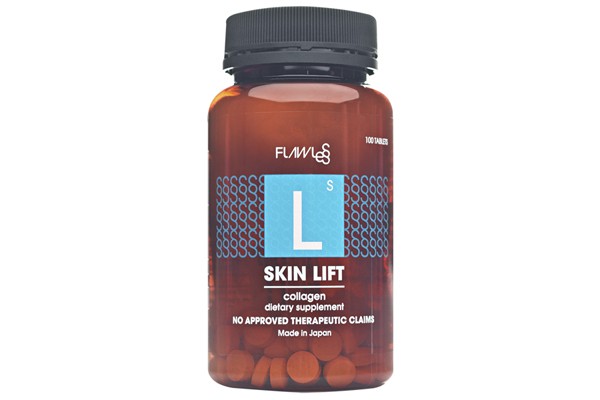 FLAWLESS
100 TABLETS
S
L
SKIN LIFT
collagen
dietary supplement
NO APPROVED THERAPEUTIC CLAIMS
Made in Japan